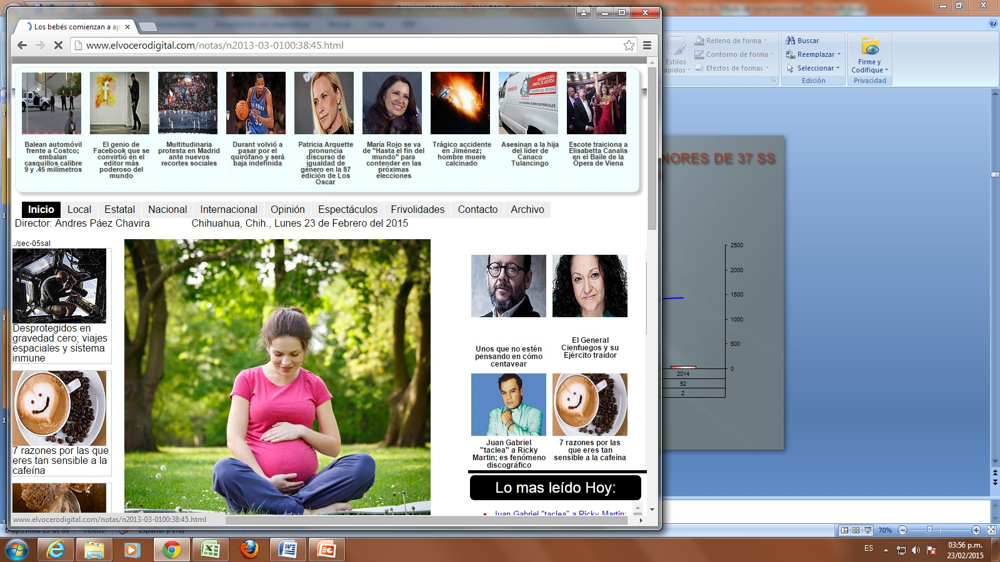 Los bebés comienzan a ap
www.elvocerodigital.com/notas/n2013-03-0100:38:45.html
Balean automóvil
frente a Costco;
embalan
casquillos calibre
9 y .45 milímetros
El genio de
Facebook que se
convirtió en el
editor más
poderoso del
mundo
Multitudinaria
protesta en Madrid
ante nuevos
recortes sociales
Durant volvió a
pasar por el
quirófano y será
baja indefinida
Patricia Arquette
pronuncia
discurso de
igualdad de
género en la 87
edición de Los
Oscar
María Rojo se va
de "Hasta el fin del
mundo" para
contender en las
próximas
elecciones
Trágico accidente
en Jiménez;
hombre muere
calcinado
Asesinan a la hija
del líder de
Canaco
Tulancingo
Escote traiciona a
Elisabetta Canalis
en el Baile de la
Ópera de Viena
Inicio Local Estatal Nacional Internacional Opinión Espectáculos Frivolidades Contacto Archivo
Director: Andres Páez Chavira Chihuahua, Chih., Lunes 23 de Febrero del 2015
../sec-05sal
Desprotegidos en
gravedad cero; viajes
espaciales y sistema
inmune
7 razones por las que
eres tan sensible a la
cafeína
Unos que no estén
pensando en cómo
centavear
El General
Cienfuegos y su
Ejército traidor
Juan Gabriel
"taclea" a Ricky
Martin; es fenómeno
discográfico
7 razones por las
que eres tan
sensible a la cafeína
Lo mas leído Hoy:
Juan Gabriel "taclea" a Ricky Martin;
www.elvocerodigital.com/notas/n2013-03-0100:38:45.html
Estilos
rápidos
Relleno de forma
Contorno de forma
Efectos de formas
Buscar
Reemplazar
Seleccionar
Edición
Firme y
Codifique
Privacidad
NORES DE 37 SS
2500
2000
1500
1000
500
0
2014
52
2
70%
ES
03:56 p.m.
23/02/2015